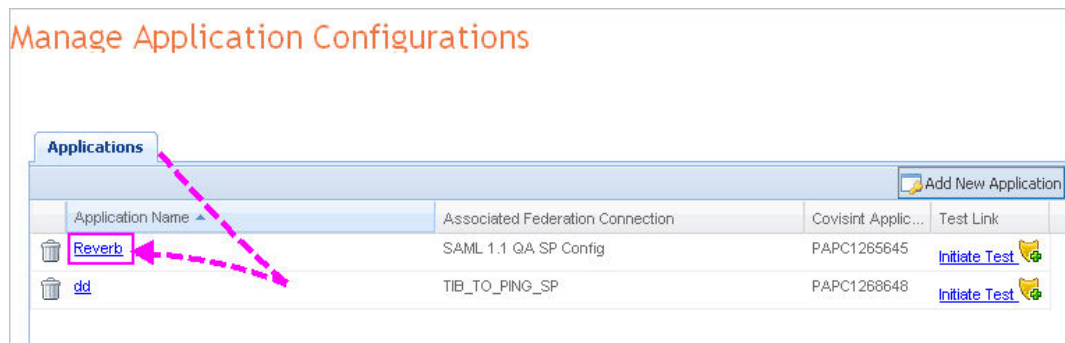 Manage Application Configurations
Applications
Add New Application
Application Name Associated Federation Connection Covisint Applic... Test Link
Reverb SAML 1.1 QA SP Config PAPC1265645 Initiate Test
dd TIB_TO_PING_SP PAPC1268648 Initiate Test